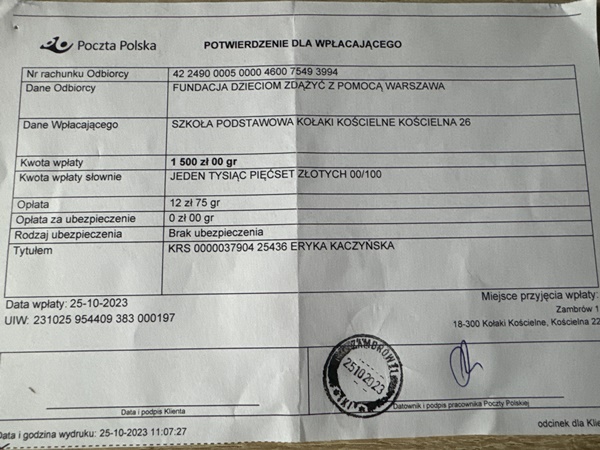 Poczta Polska
POTWIERDZENIE DLA WPŁACAJĄCEGO
Nr rachunku Odbiorcy 42 2490 0005 0000 4600 7549 3994
Dane Odbiorcy FUNDACJA DZIECIOM ZDĄŻYĆ Z POMOCĄ WARSZAWA
Dane Wpłacającego SZKOŁA PODSTAWOWA KOŁAKI KOŚCIELNE KOŚCIELNA 26
Kwota wpłaty 1 500 zł 00 gr
Kwota wpłaty słownie JEDEN TYSIĄC PIĘĆSET ZŁOTYCH 00/100
Opłata 12 zł 75 gr
Opłata za ubezpieczenie 0 zł 00 gr
Rodzaj ubezpieczenia Brak ubezpieczenia
Tytułem KRS 0000037904 25436 ERYKA KACZYŃSKA
Data wpłaty: 25-10-2023
UIW: 231025 954409 383 000197
Miejsce przyjęcia wpłaty:
Zambrów 1
18-300 Kołaki Kościelne, Kościelna 22
ZAMBRÓW 1
25102023
Data i podpis Klienta
Datownik i podpis pracownika Poczty Polskiej
Data i godzina wydruku: 25-10-2023 11:07:27
odcinek dla Klie